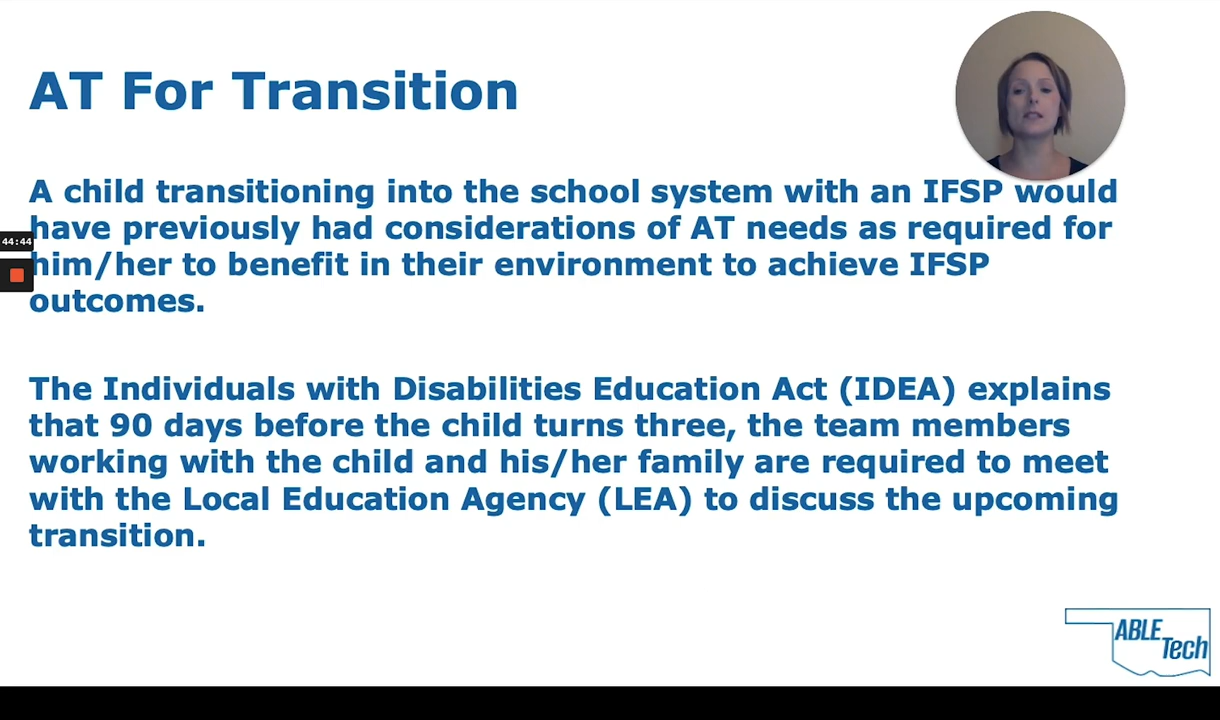 AT For Transition
A child transitioning into the school system with an IFSP would
have previously had considerations of AT needs as required for
44:44
him/her to benefit in their environment to achieve IFSP
outcomes.
The Individuals with Disabilities Education Act (IDEA) explains
that 90 days before the child turns three, the team members
working with the child and his/her family are required to meet
with the Local Education Agency (LEA) to discuss the upcoming
transition.
ABLE
Tech